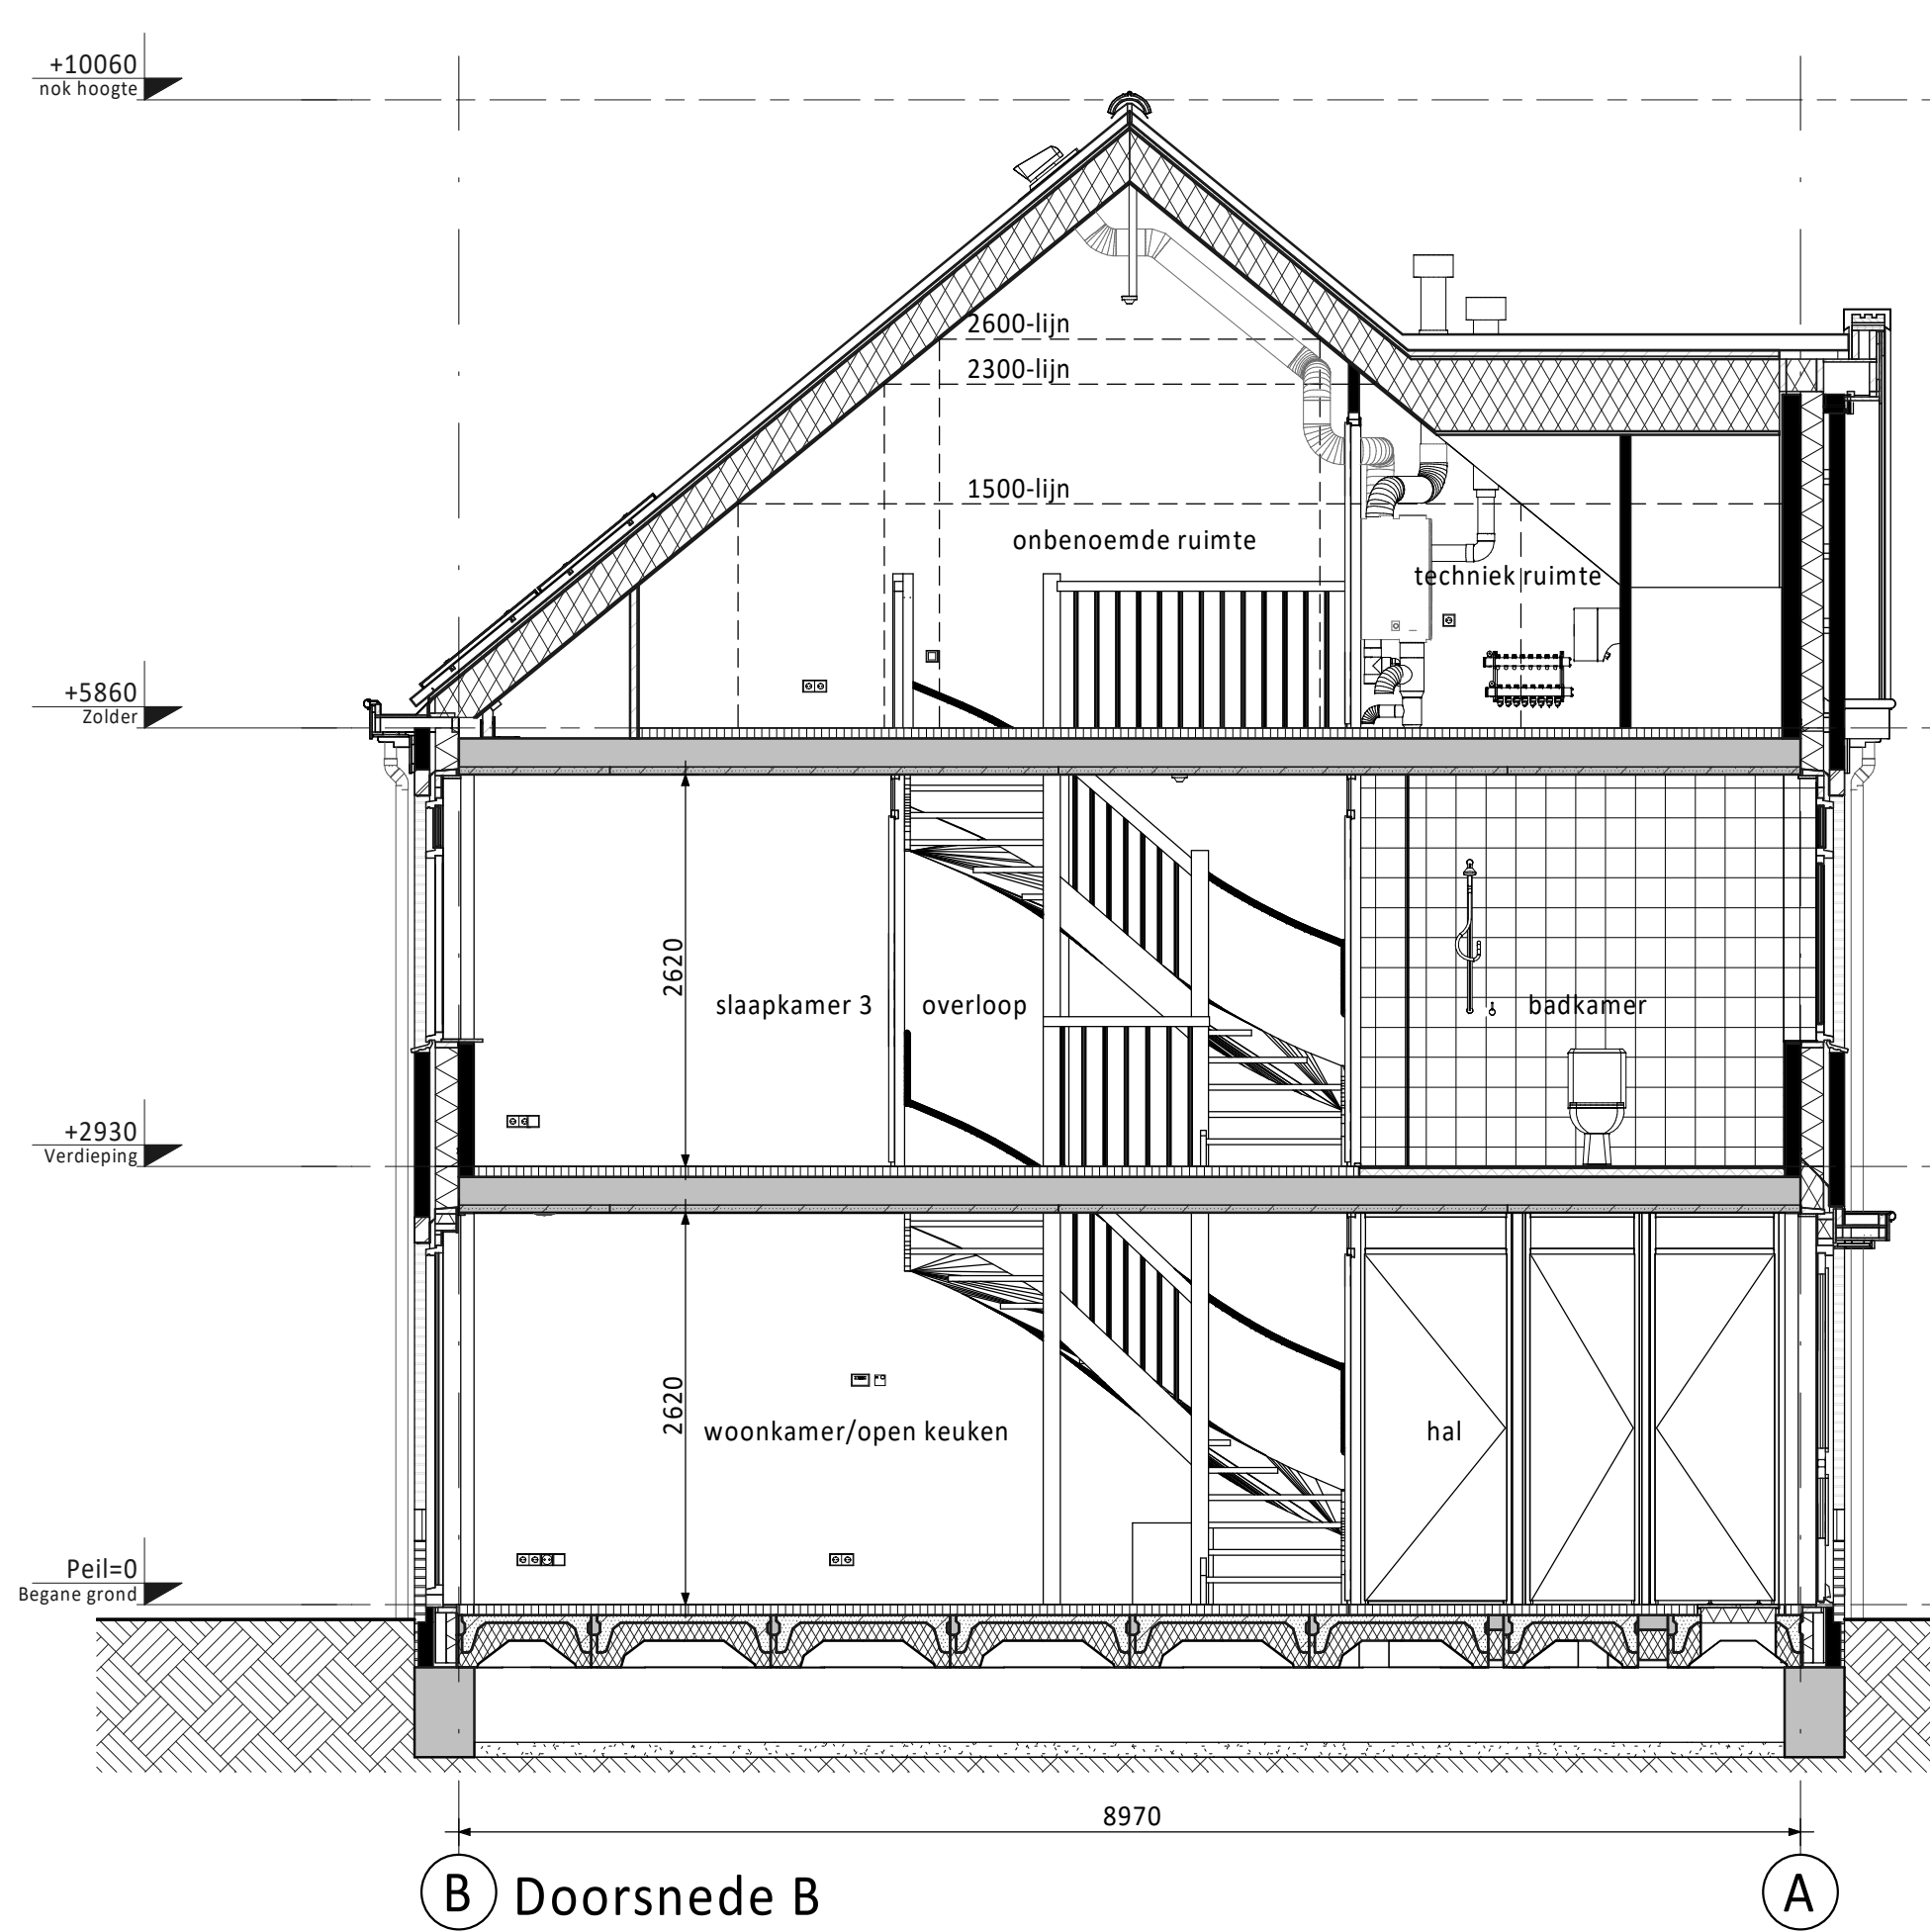 +10060
nok hoogte
2600-lijn
2300-lijn
1500-lijn
onbenoemde ruimte
techniek ruimte
+5860
Zolder
2620
slaapkamer 3
overloop
badkamer
+2930
Verdieping
2620
woonkamer/open keuken
hal
Peil=0
Begane grond
8970
B
Doorsnede B
A